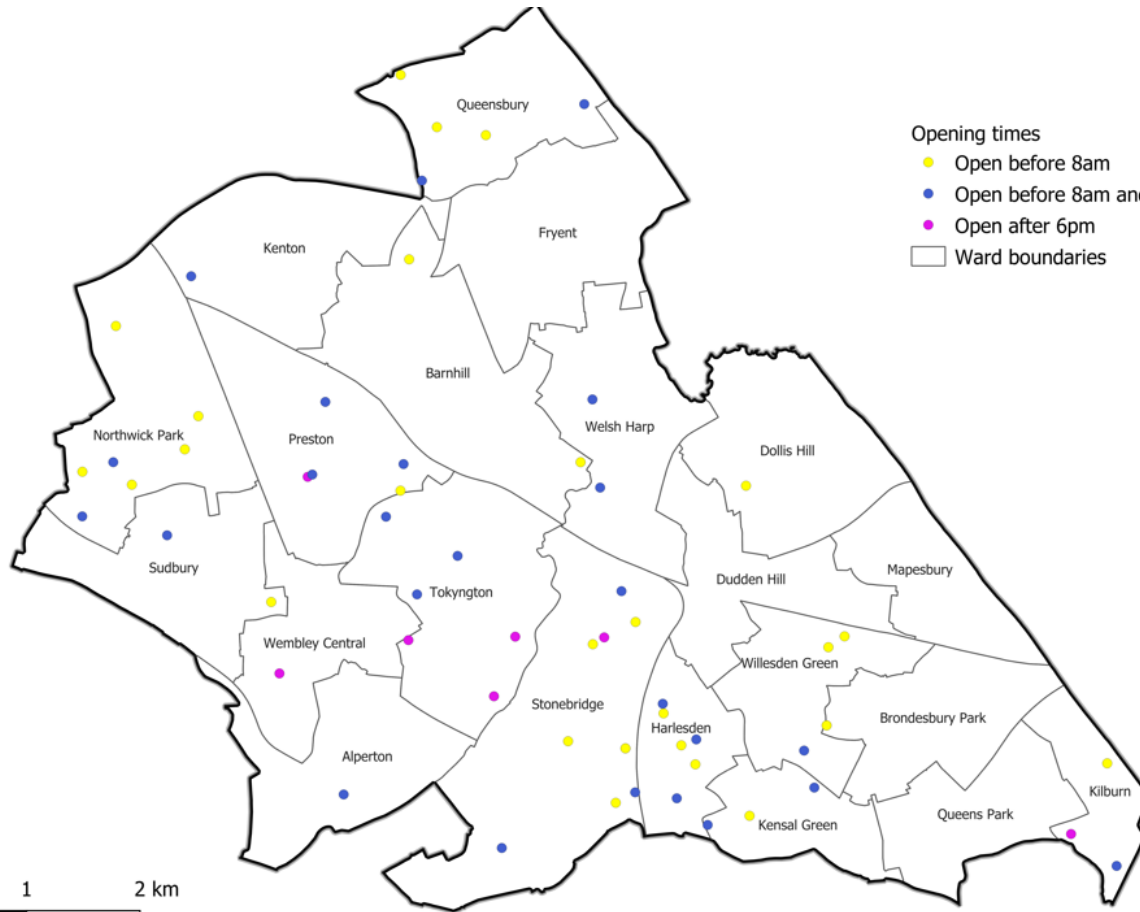 Queensbury
Opening times
Open before 8am
Open before 8am and
Open after 6pm
Ward boundaries
Kenton
Fryent
Barnhill
Northwick Park
Preston
Welsh Harp
Dollis Hill
Sudbury
Tokyngton
Dudden Hill
Mapesbury
Wembley Central
Willesden Green
Stonebridge
Harlesden
Brondesbury Park
Alperton
Kensal Green
Queens Park
Kilburn
1 2 km